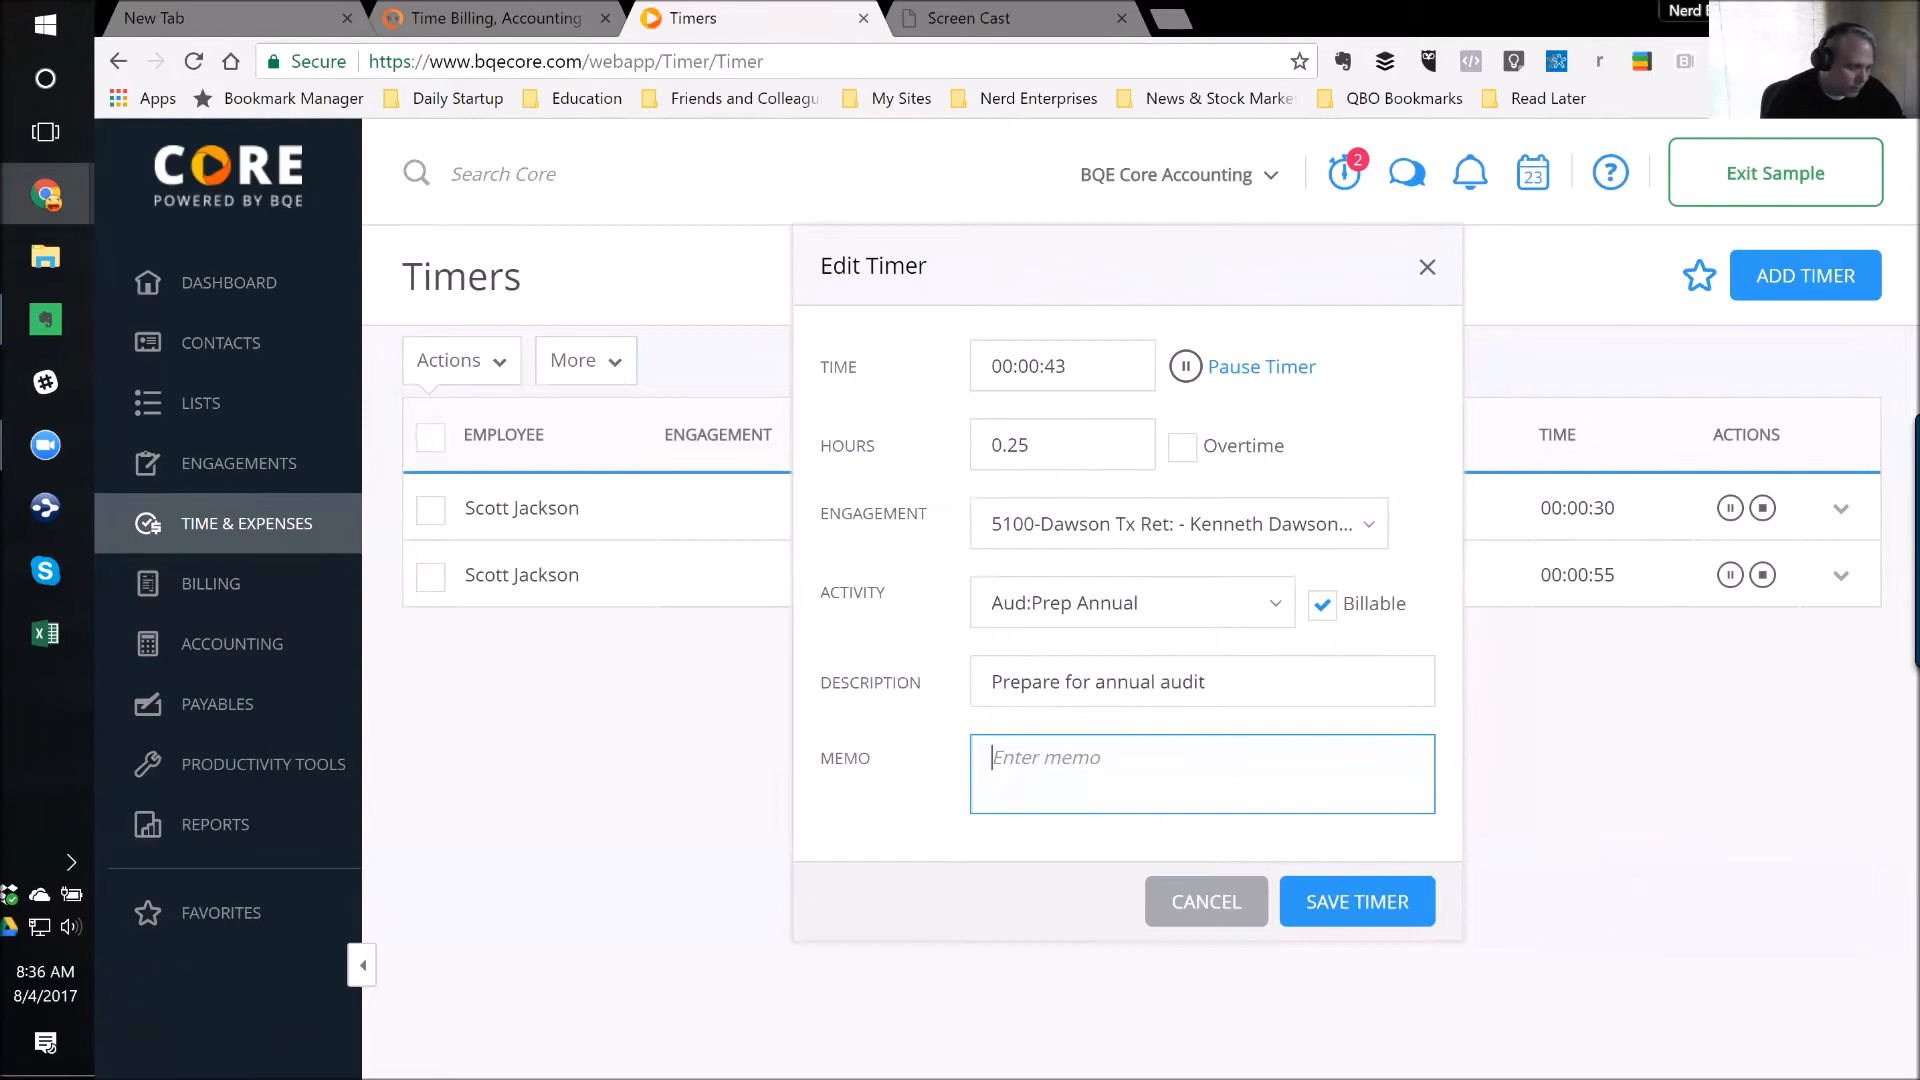 New Tab
Time Billing, Accounting
Timers
Screen Cast
Nerd
Secure https://www.bqecore.com/webapp/Timer/Timer
Apps Bookmark Manager Daily Startup Education Friends and Colleagu My Sites Nerd Enterprises News & Stock Marke QBO Bookmarks Read Later
CORE
POWERED BY BQE
Search Core
BQE Core Accounting
2
23
?
Exit Sample
DASHBOARD
CONTACTS
LISTS
ENGAGEMENTS
TIME & EXPENSES
BILLING
ACCOUNTING
PAYABLES
PRODUCTIVITY TOOLS
REPORTS
FAVORITES
Timers
ADD TIMER
Actions
More
EMPLOYEE ENGAGEMENT TIME ACTIONS
Scott Jackson 00:00:30
Scott Jackson 00:00:55
Edit Timer
TIME 00:00:43 Pause Timer
HOURS 0.25 Overtime
ENGAGEMENT 5100-Dawson Tx Ret: - Kenneth Dawson...
ACTIVITY Aud:Prep Annual Billable
DESCRIPTION Prepare for annual audit
MEMO Enter memo
CANCEL SAVE TIMER
8:36 AM
8/4/2017